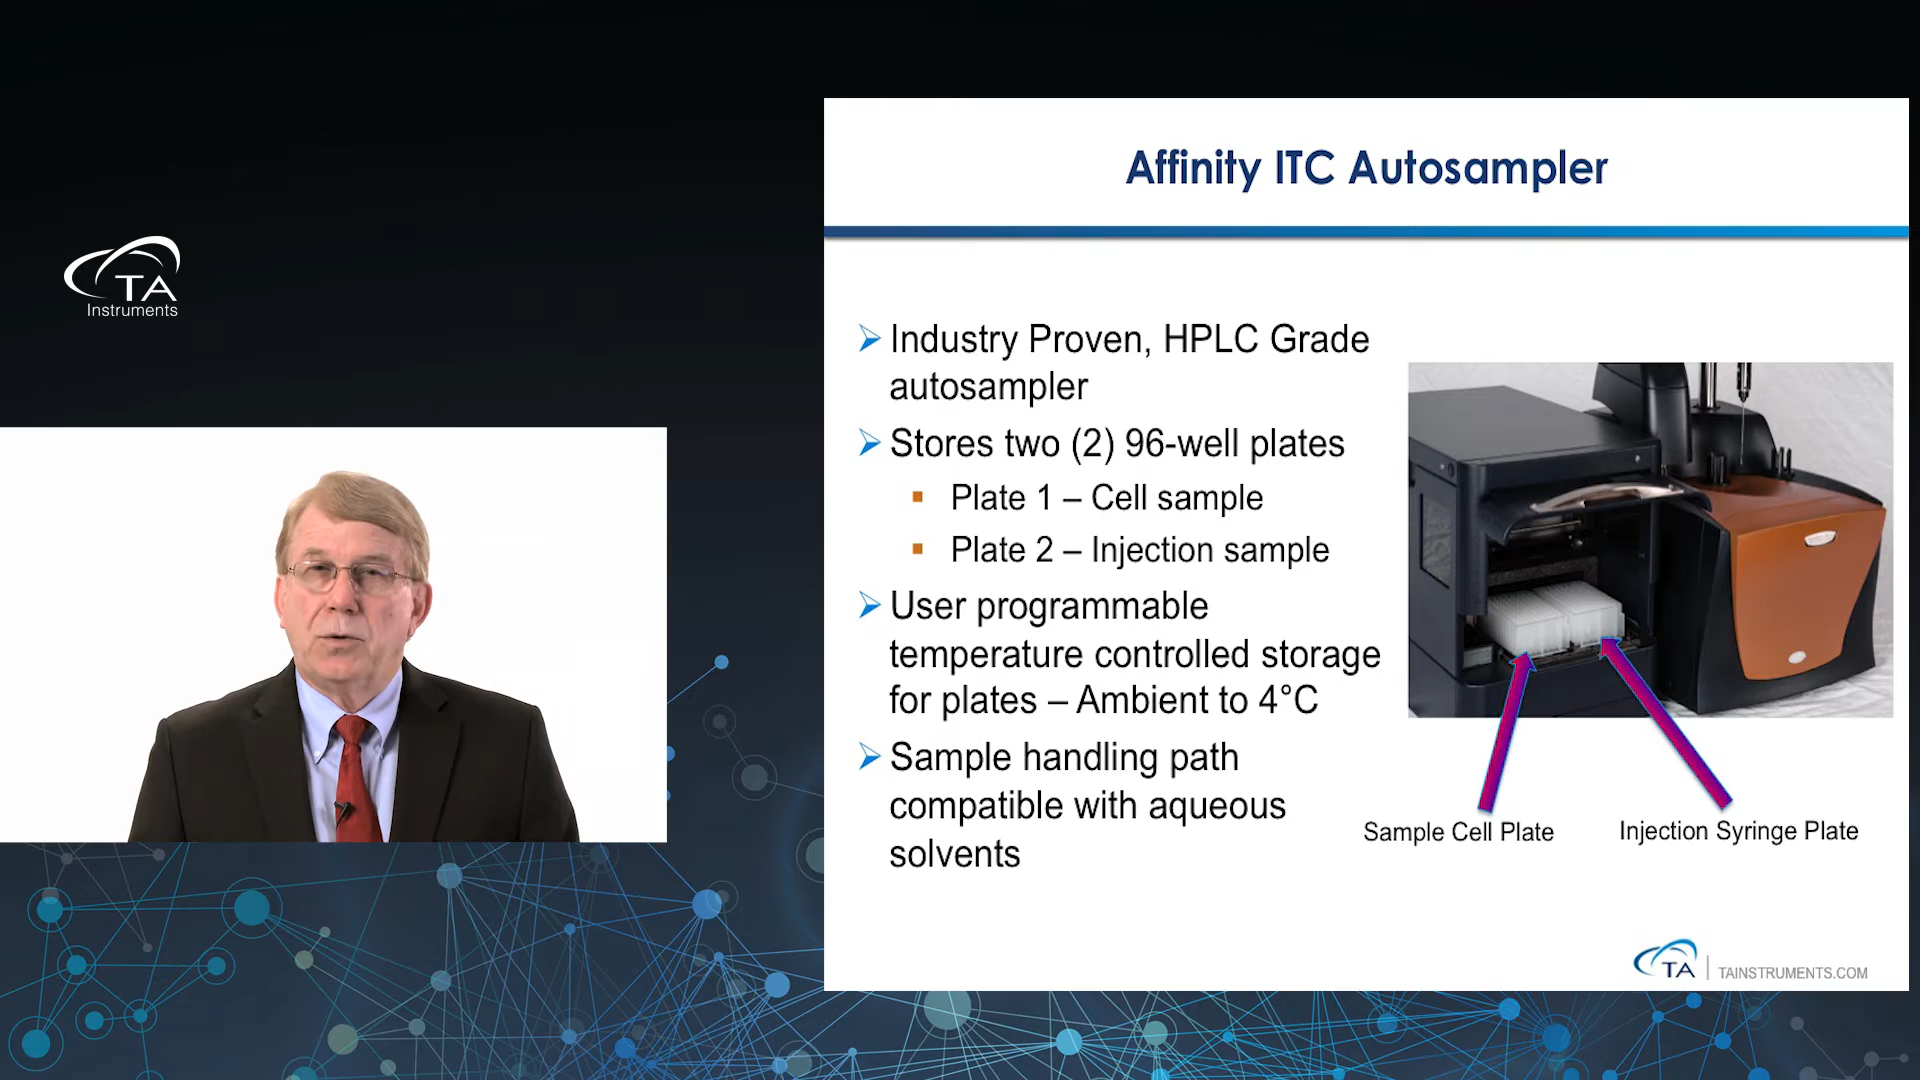 TA
Instruments
Affinity ITC Autosampler
Industry Proven, HPLC Grade
autosampler
Stores two (2) 96-well plates
Plate 1 – Cell sample
Plate 2 – Injection sample
User programmable
temperature controlled storage
for plates – Ambient to 4°C
Sample handling path
compatible with aqueous
solvents
Sample Cell Plate
Injection Syringe Plate
TA | TAINSTRUMENTS.COM